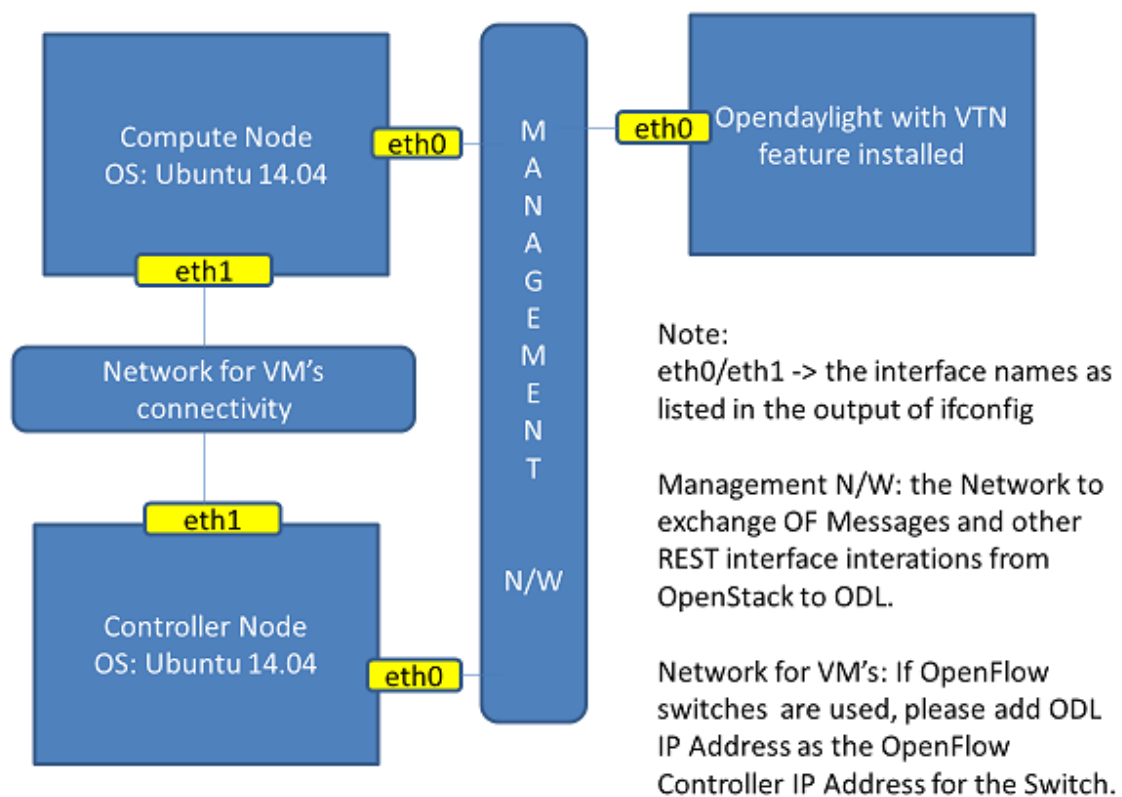 Compute Node
OS: Ubuntu 14.04
eth0
eth1
Network for VM's
connectivity
eth1
Controller Node
OS: Ubuntu 14.04
eth0
M
A
N
A
G
E
M
E
N
T
N/W
eth0
Opendaylight with VTN
feature installed
Note:
eth0/eth1 -> the interface names as
listed in the output of ifconfig
Management N/W: the Network to
exchange OF Messages and other
REST interface interations from
OpenStack to ODL.
Network for VM's: If OpenFlow
switches are used, please add ODL
IP Address as the OpenFlow
Controller IP Address for the Switch.